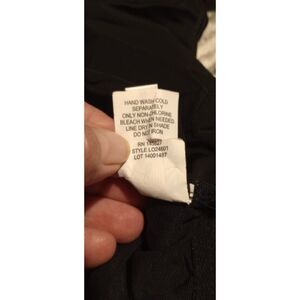 HAND WASH COLD
SEPARATELY
ONLY NON-CHLORINE
BLEACH WHEN NEEDED
LINE DRY IN SHADE
DO NOT IRON
RN
STYLE LO24601
LOT 14001487